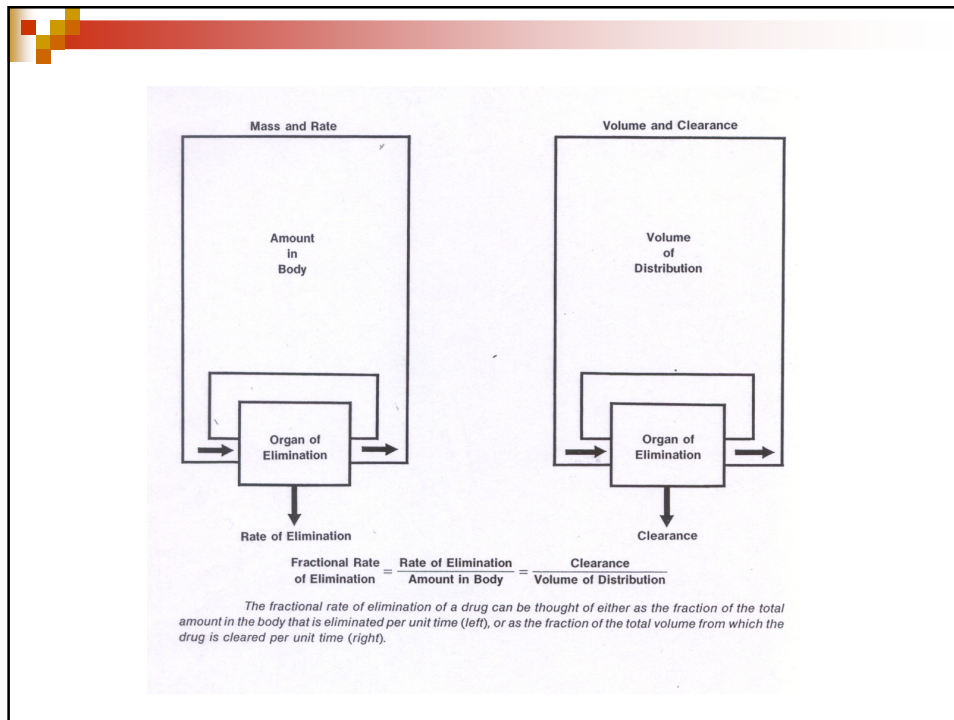 Mass and Rate
Amount
in
Body
Organ of
Elimination
Rate of Elimination
Volume and Clearance
Volume
of
Distribution
Organ of
Elimination
Clearance
Fractional Rate
of Elimination = Rate of Elimination / Amount in Body = Clearance / Volume of Distribution
The fractional rate of elimination of a drug can be thought of either as the fraction of the total
amount in the body that is eliminated per unit time (left), or as the fraction of the total volume from which the
drug is cleared per unit time (right).